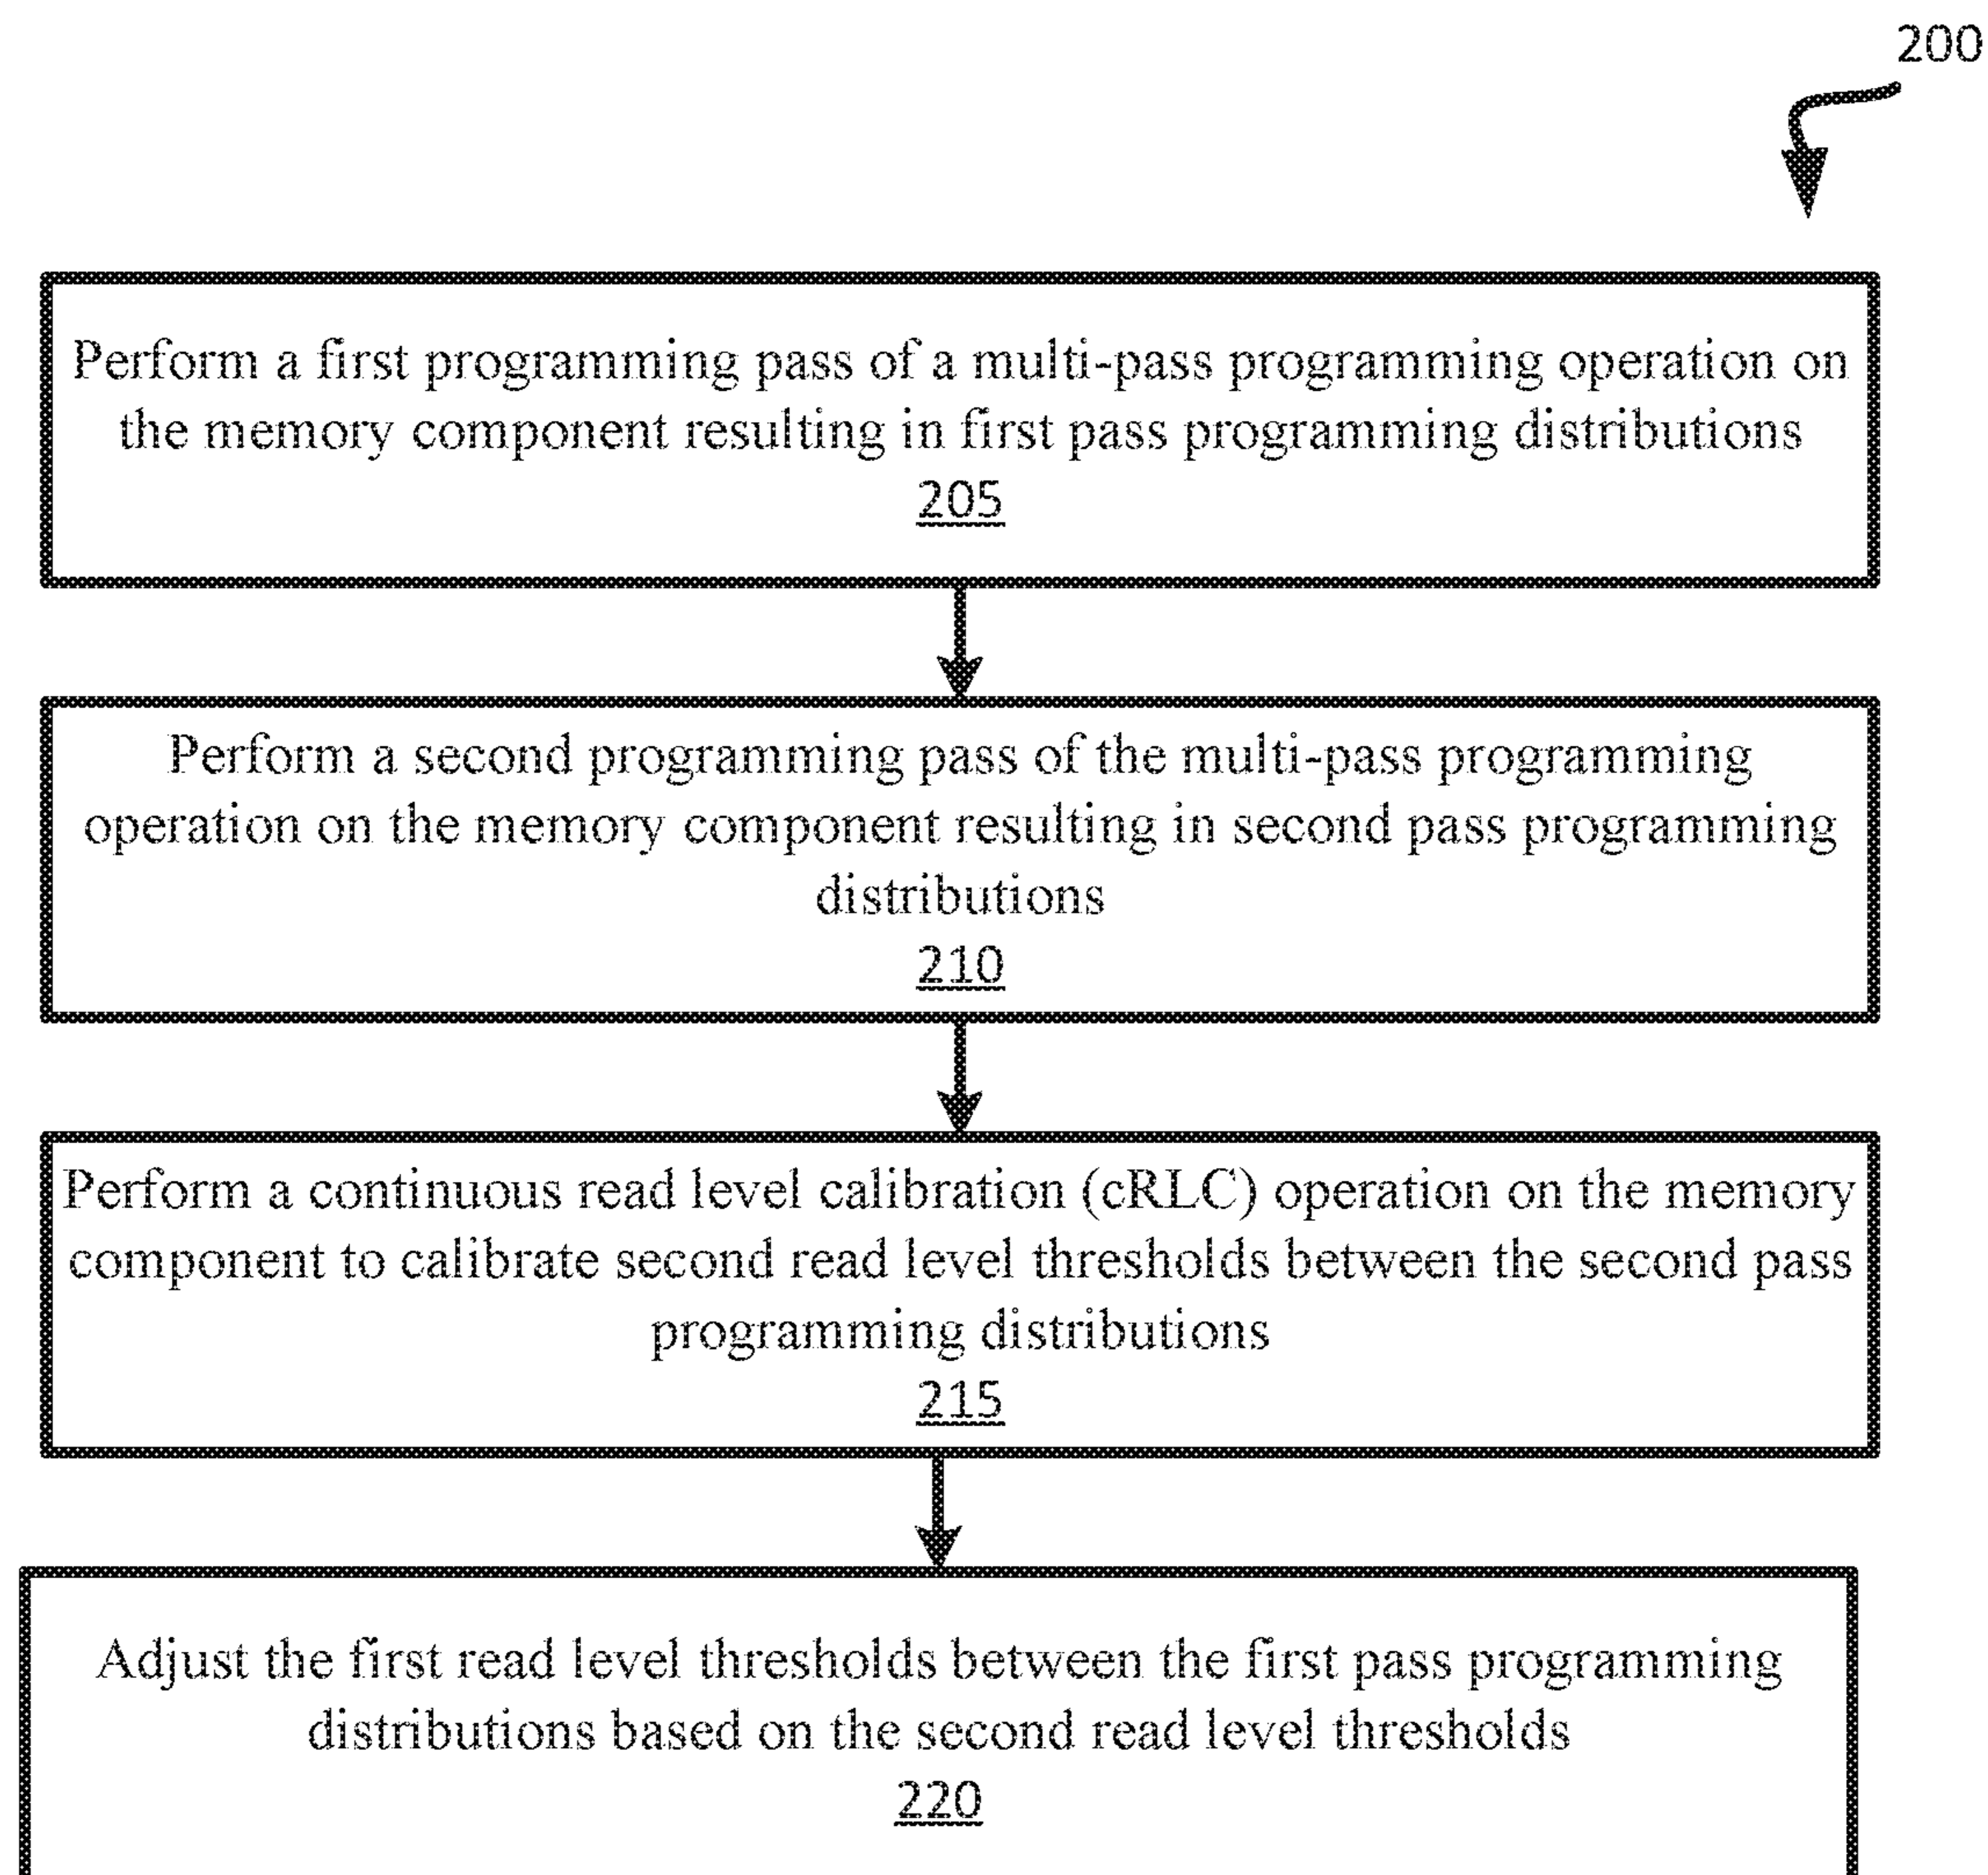 200
Perform a first programming pass of a multi-pass programming operation on
the memory component resulting in first pass programming distributions
205
Perform a second programming pass of the multi-pass programming
operation on the memory component resulting in second pass programming
distributions
210
Perform a continuous read level calibration (cRLC) operation on the memory
component to calibrate second read level thresholds between the second pass
programming distributions
215
Adjust the first read level thresholds between the first pass programming
distributions based on the second read level thresholds
220